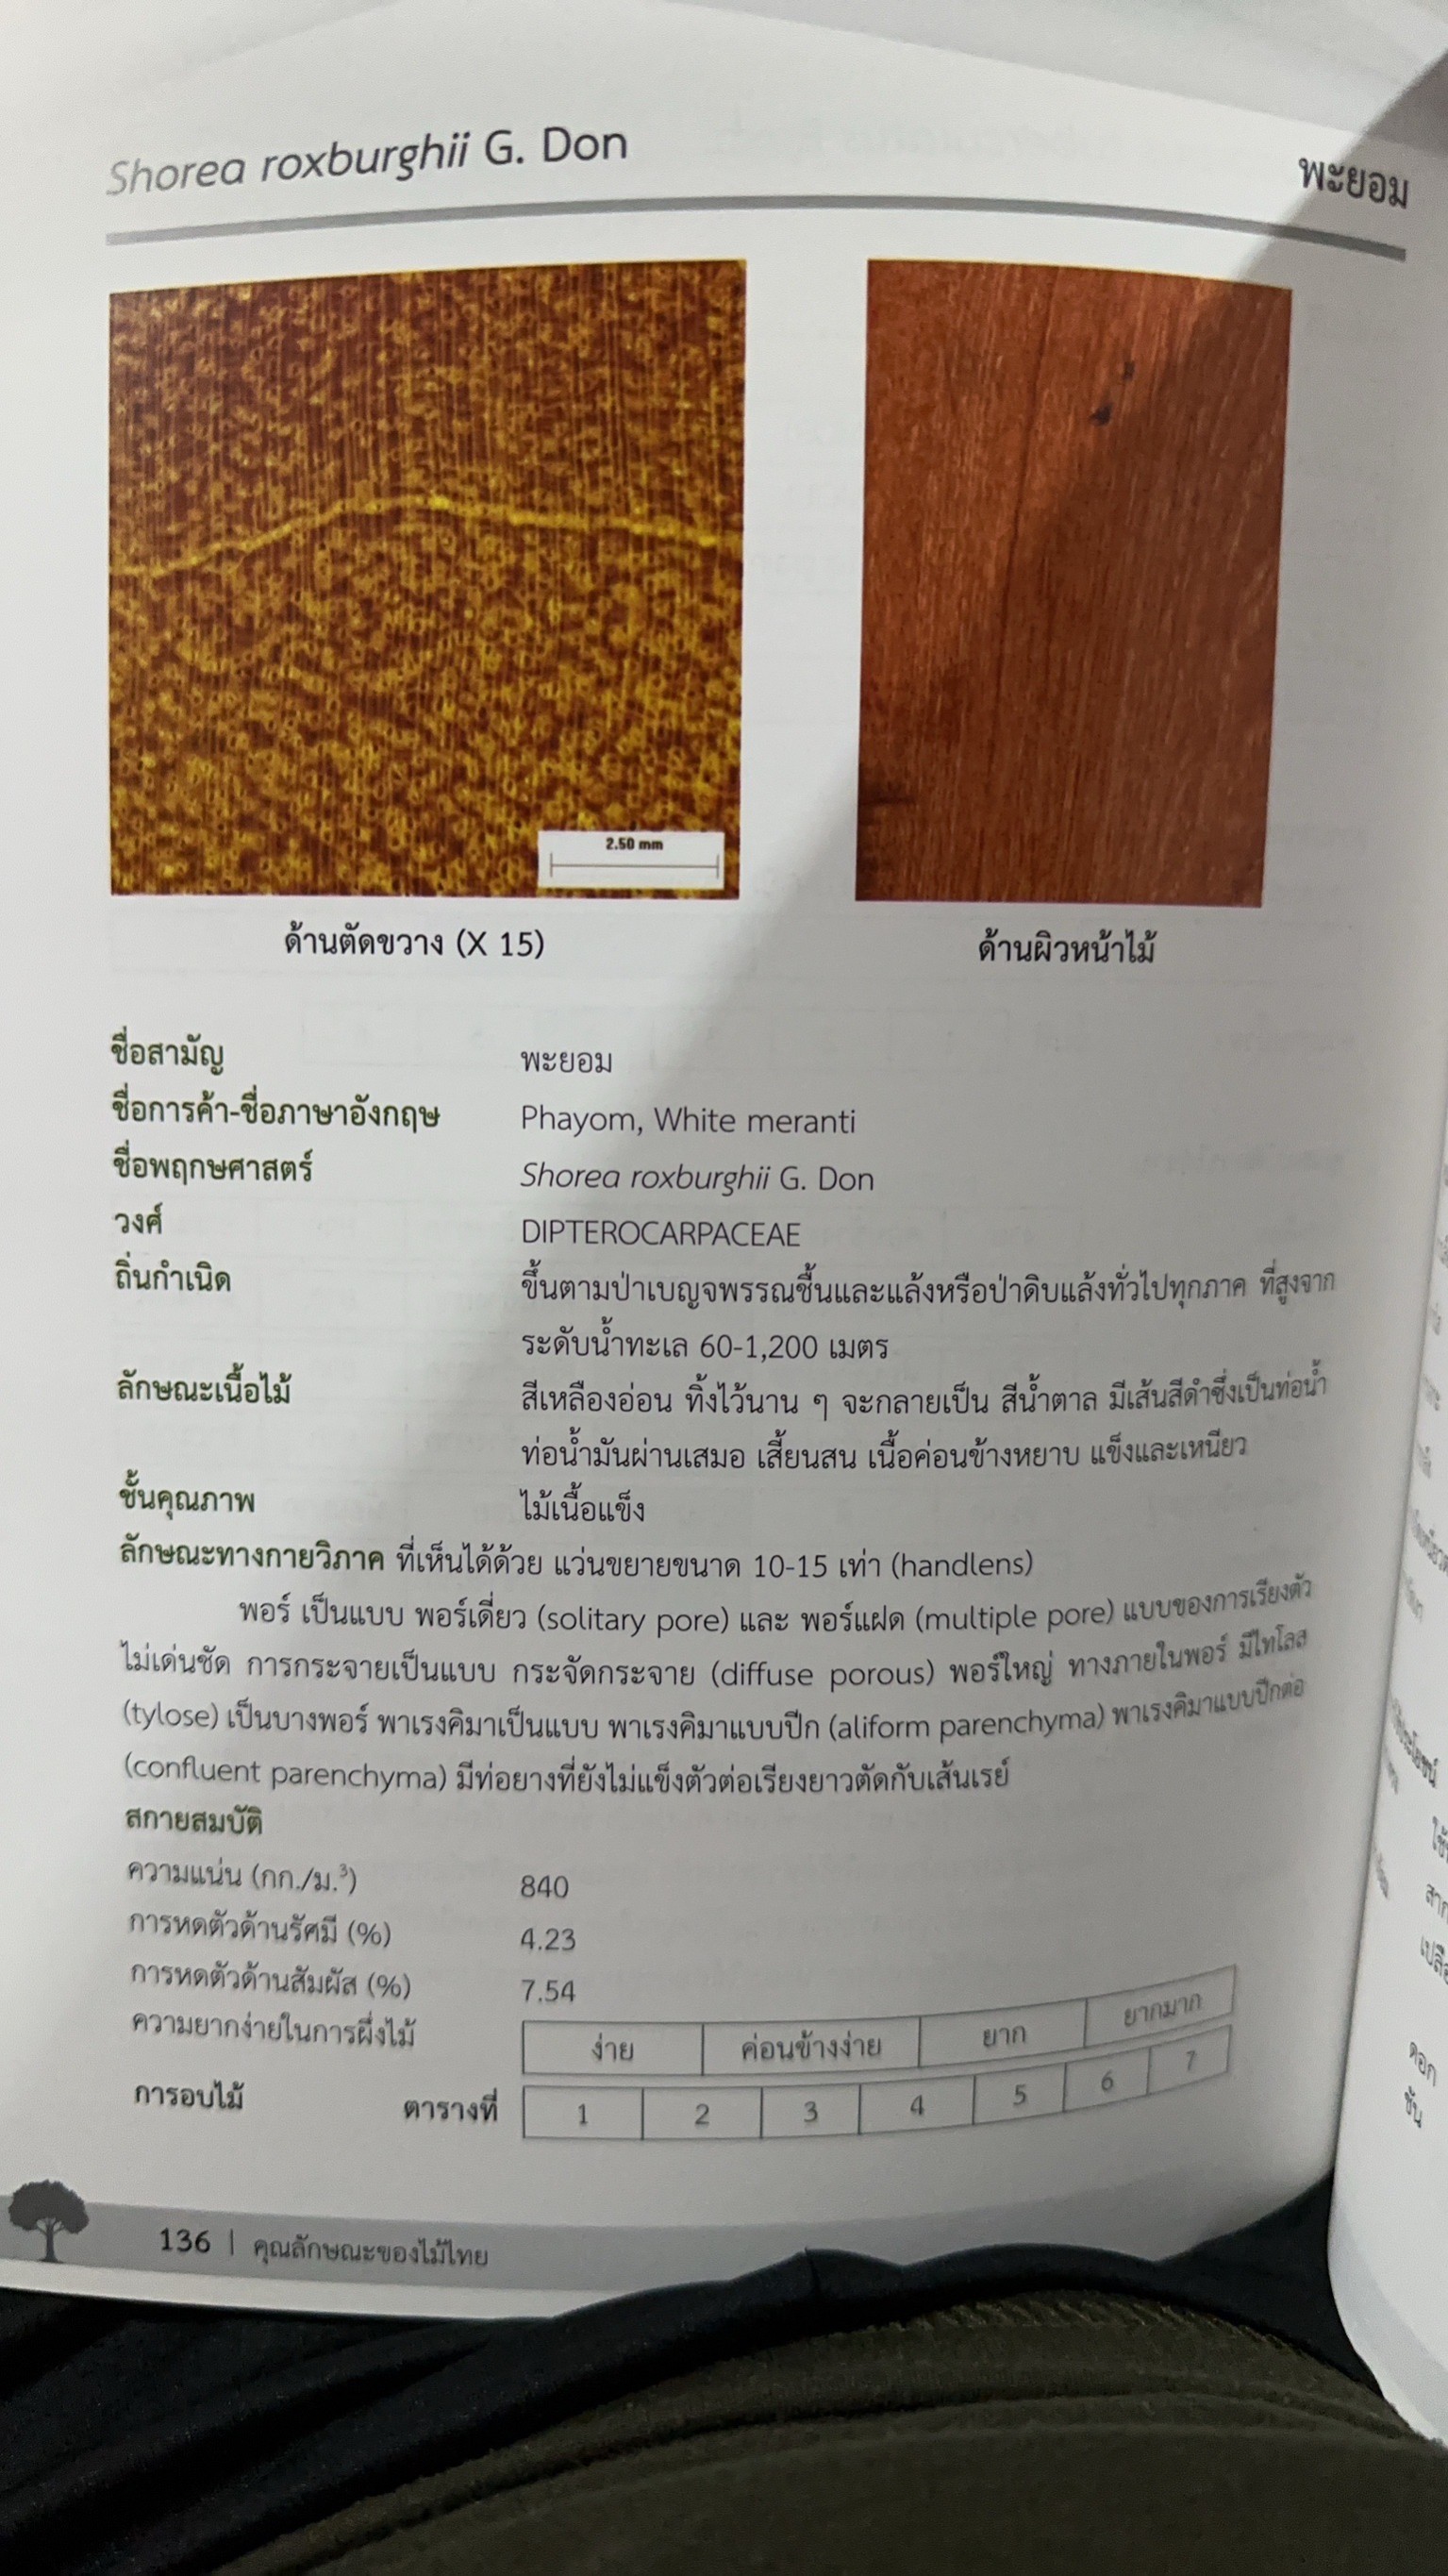 Shorea roxburghii G. Don
พะยอม
2.50 mm
ด้านตัดขวาง (X 15)
ด้านผิวหน้าไม้
ชื่อสามัญ พะยอม
ชื่อการค้า-ชื่อภาษาอังกฤษ Phayom, White meranti
ชื่อพฤกษศาสตร์ Shorea roxburghii G. Don
วงศ์ DIPTEROCARPACEAE
ถิ่นกำเนิด ขึ้นตามป่าเบญจพรรณชื้นและแล้งหรือป่าดิบแล้งทั่วไปทุกภาค ที่สูงจาก
ระดับน้ำทะเล 60-1,200 เมตร
ลักษณะเนื้อไม้ สีเหลืองอ่อน ทิ้งไว้นาน ๆ จะกลายเป็น สีน้ำตาล มีเส้นสีดำซึ่งเป็นท่อน้ำ
ท่อน้ำมันผ่านเสมอ เสี้ยนสน เนื้อค่อนข้างหยาบ แข็งและเหนียว
ชั้นคุณภาพ ไม้เนื้อแข็ง
ลักษณะทางกายวิภาค ที่เห็นได้ด้วย แว่นขยายขนาด 10-15 เท่า (handlens)
พอร์ เป็นแบบ พอร์เดี่ยว (solitary pore) และ พอร์แฝด (multiple pore) แบบของการเรียงตัว
ไม่เด่นชัด การกระจายเป็นแบบ กระจัดกระจาย (diffuse porous) พอร์ใหญ่ ทางภายในพอร์ มีไทโลส
(tylose) เป็นบางพอร์ พาเรงคิมาเป็นแบบ พาเรงคิมาแบบปีก (aliform parenchyma) พาเรงคิมาแบบปีกต่อ
(confluent parenchyma) มีท่อยางที่ยังไม่แข็งตัวต่อเรียงยาวตัดกับเส้นเรย์
สกายสมบัติ
ความแน่น (กก./ม.³) 840
การหดตัวด้านรัศมี (%) 4.23
การหดตัวด้านสัมผัส (%) 7.54
ความยากง่ายในการผึ่งไม้ ง่าย ค่อนข้างง่าย ยาก ยากมาก
การอบไม้ ตารางที่ 1 2 3 4 5 6 7
136 | คุณลักษณะของไม้ไทย